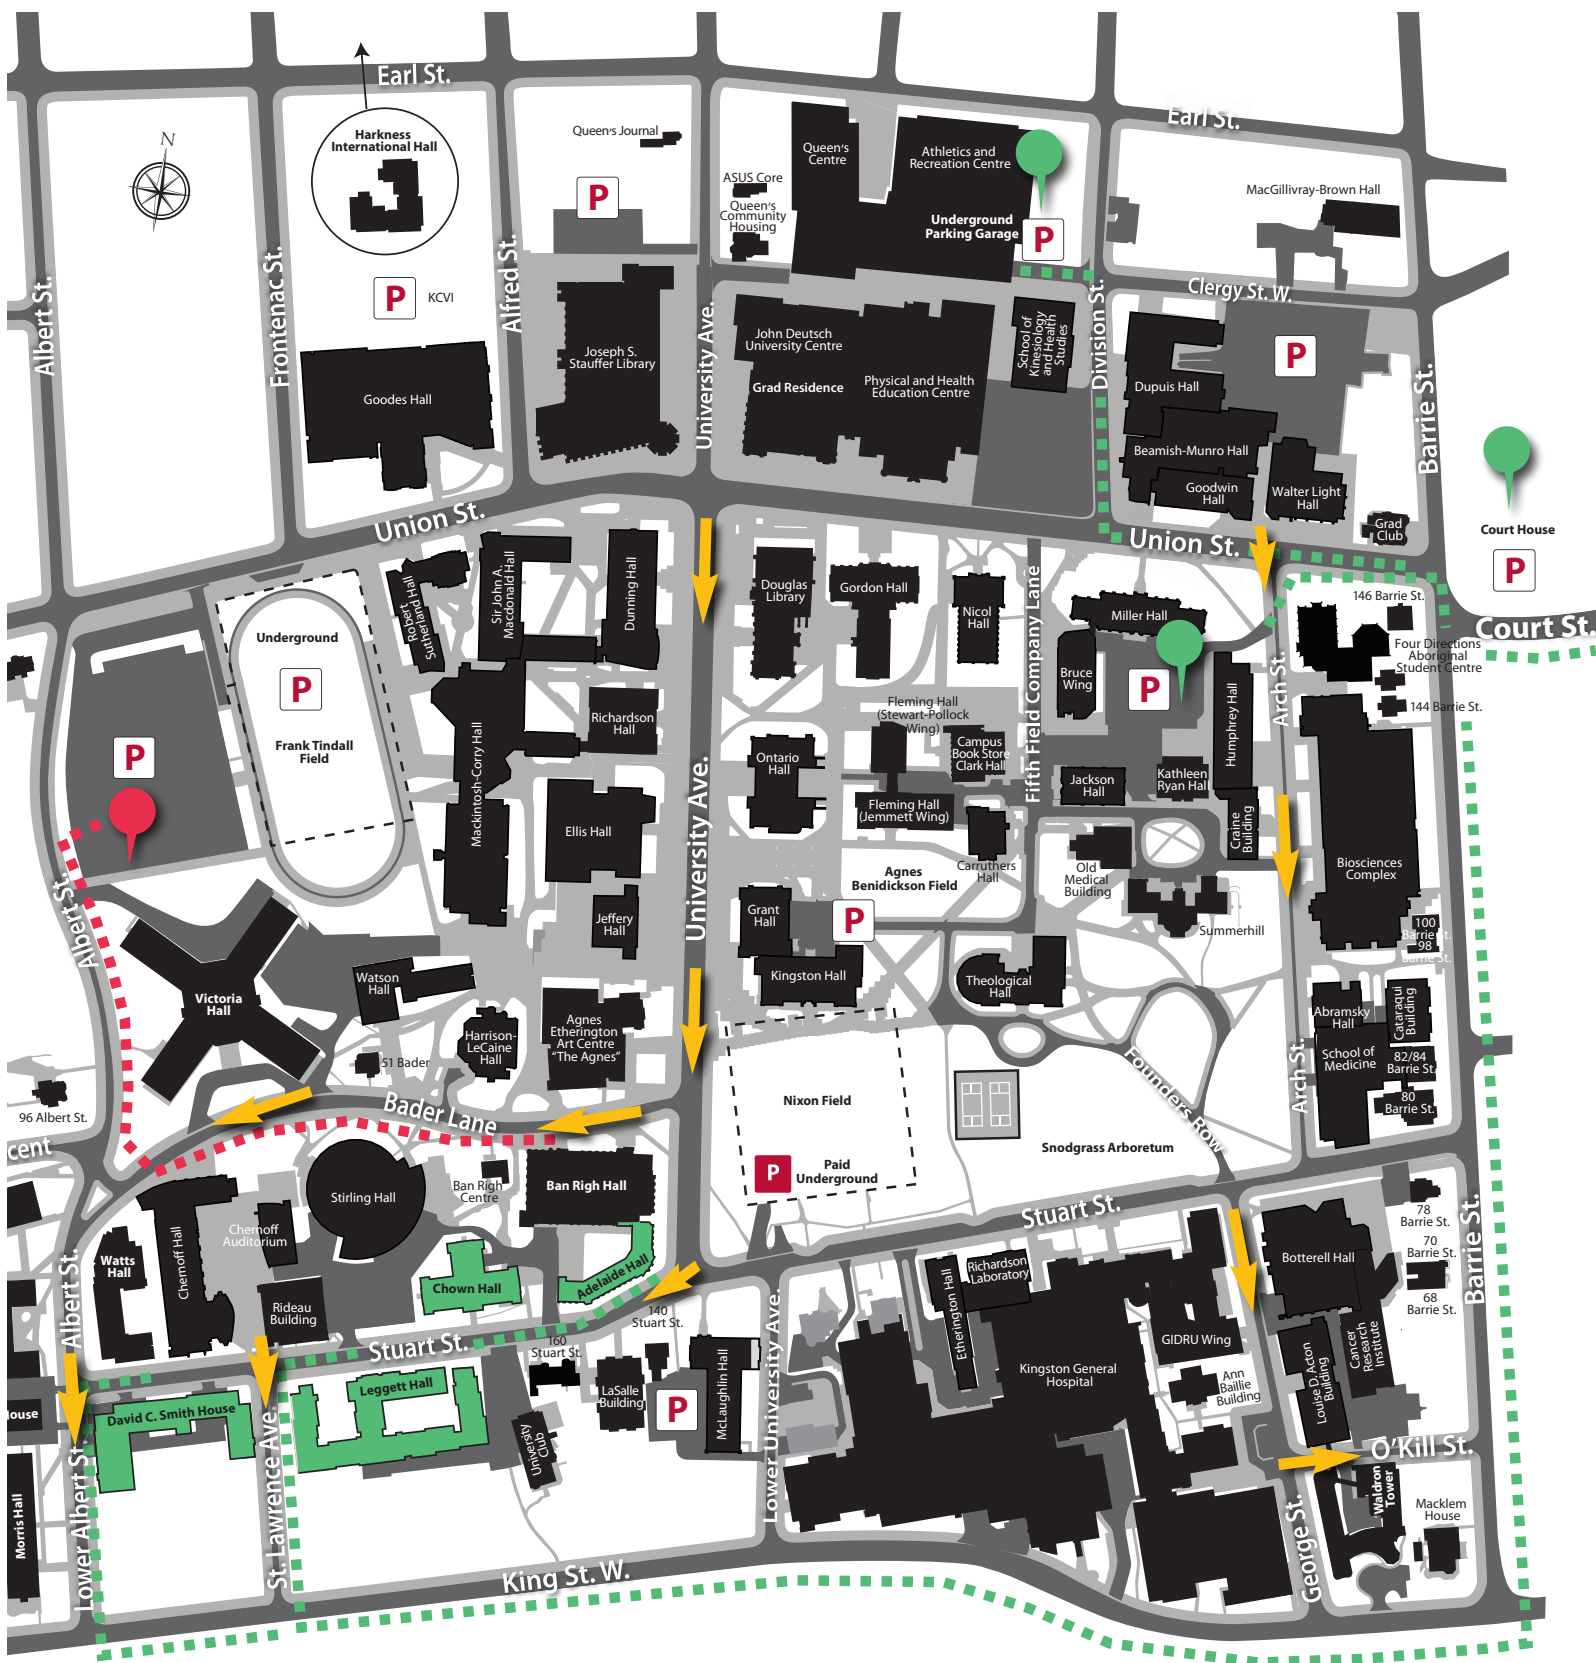 Earl St.
Harkness
International Hall
N
Queen's Journal
P
ASUS Core
Queen's
Community
Housing
Queen's
Centre
Athletics and
Recreation Centre
Underground
Parking Garage
P
Earl St.
MacGillivray-Brown Hall
Albert St.
Frontenac St.
P
KCVI
Alfred St.
University Ave.
Clergy St. W.
Division St.
Barrie St.
Goodes Hall
Joseph S.
Stauffer Library
John Deutsch
University Centre
Grad Residence
Physical and Health
Education Centre
School of
Kinesiology
and Health
Studies
P
Dupuis Hall
Beamish-Munro Hall
Goodwin
Hall
Walter Light
Hall
Grad
Club
Court House
P
Union St.
Union St.
Court St.
Robert
Sutherland Hall
Sir John A.
Macdonald Hall
Dunning Hall
Douglas
Library
Gordon Hall
Nicol
Hall
Fifth Field Company Lane
Miller Hall
146 Barrie St.
Four Directions
Aboriginal
Student Centre
144 Barrie St.
Underground
P
Frank Tindall
Field
P
Richardson
Hall
Mackintosh-Corry Hall
Ellis Hall
Jeffery
Hall
University Ave.
Ontario
Hall
Fleming Hall
(Stewart-Pollock
Wing)
Campus
Book Store
Clark Hall
Fleming Hall
(Jemmett Wing)
Bruce
Wing
P
Humphrey Hall
Arch St.
Jackson
Hall
Kathleen
Ryan Hall
Craine
Building
Carruthers
Hall
Old
Medical
Building
Agnes
Benidickson Field
Summerhill
Biosciences
Complex
100
Barrie St.
98
Barrie St.
Albert St.
Victoria
Hall
Watson
Hall
Harrison-
LeCaine
Hall
Agnes
Etherington
Art Centre
"The Agnes"
Grant
Hall
P
Kingston Hall
Theological
Hall
Abramsky
Hall
Cataraqui
Building
School of
Medicine
82/84
Barrie St.
80
Barrie St.
Arch St.
51 Bader
96 Albert St.
cent
Bader Lane
Nixon Field
P
Paid
Underground
Founders Row
Snodgrass Arboretum
Stirling Hall
Ban Righ
Centre
Ban Righ Hall
Chernoff
Auditorium
Chernoff Hall
Watts
Hall
Rideau
Building
Chown Hall
Adelaide Hall
Stuart St.
Stuart St.
Albert St.
140
Stuart St.
160
Stuart St.
Richardson
Laboratory
Etherington Hall
Kingston General
Hospital
GIDRU Wing
Ann
Baillie
Building
Botterell Hall
Louise D. Acton
Building
Cancer
Research
Institute
78
Barrie St.
70
Barrie St.
68
Barrie St.
Barrie St.
David C. Smith House
Leggett Hall
University
Club
LaSalle
Building
P
McLaughlin Hall
Lower University Ave.
ouse
Morris Hall
Lower Albert St.
St. Lawrence Ave.
King St. W.
O'Kill St.
George St.
Waldron
Tower
Macklem
House